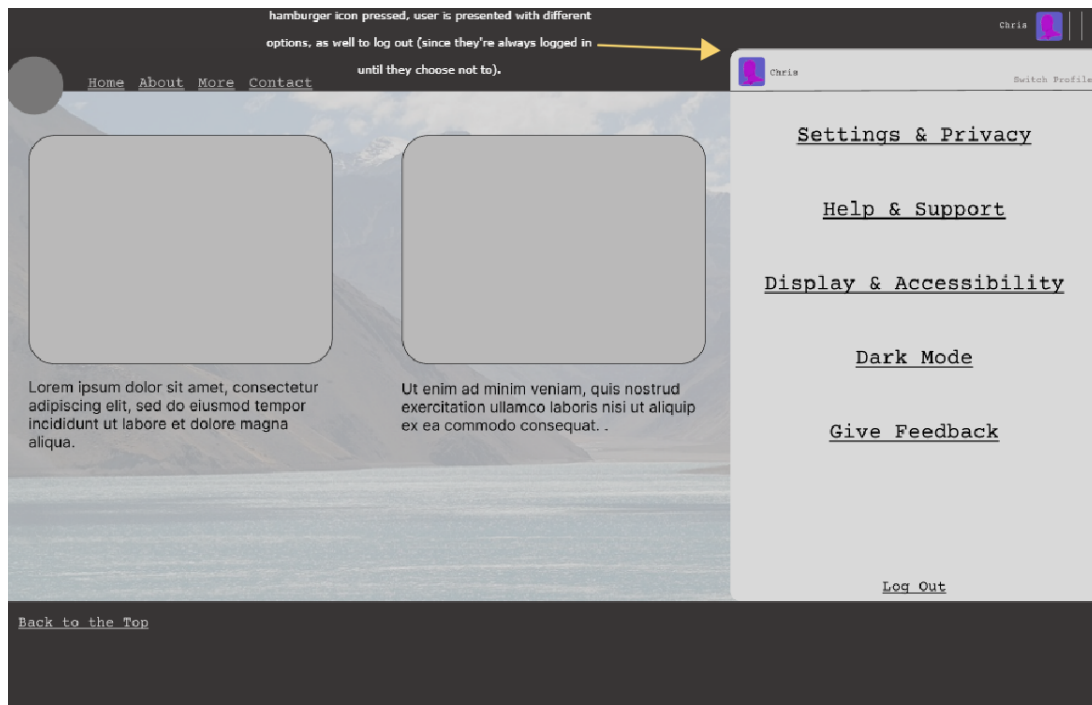 hamburger icon pressed, user is presented with different
options, as well to log out (since they're always logged in
until they choose not to).
Chris
Home About More Contact
Chris
Switch Profile
Settings & Privacy
Help & Support
Display & Accessibility
Dark Mode
Give Feedback
Log Out
Lorem ipsum dolor sit amet, consectetur
adipiscing elit, sed do eiusmod tempor
incididunt ut labore et dolore magna
aliqua.
Ut enim ad minim veniam, quis nostrud
exercitation ullamco laboris nisi ut aliquip
ex ea commodo consequat. .
Back to the Top